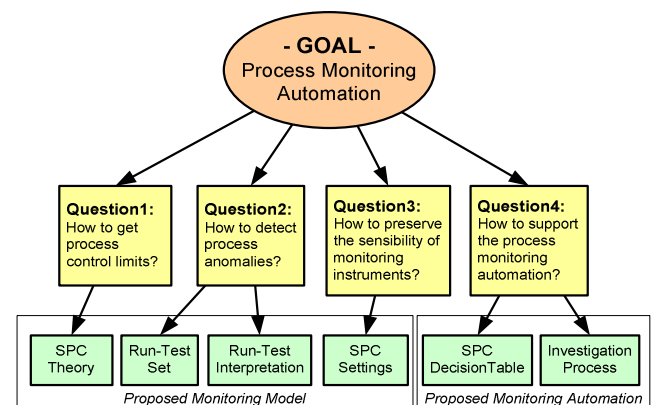 - GOAL -
Process Monitoring
Automation
Question1:
How to get
process
control limits?
Question2:
How to detect
process
anomalies?
Question3:
How to preserve
the sensibility of
monitoring
instruments?
Question4:
How to support
the process
monitoring
automation?
SPC
Theory
Run-Test
Set
Run-Test
Interpretation
SPC
Settings
SPC
DecisionTable
Investigation
Process
Proposed Monitoring Model
Proposed Monitoring Automation